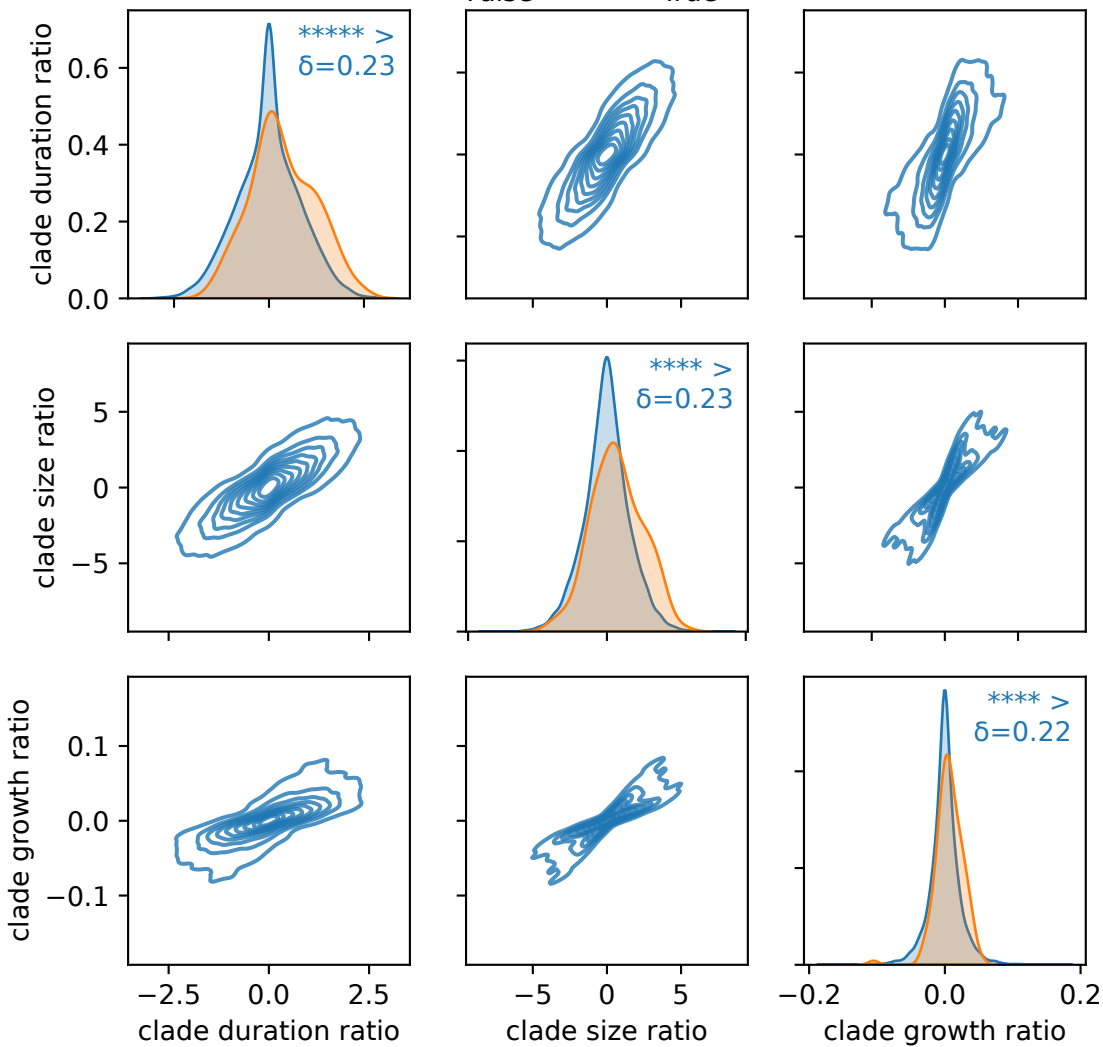 clade duration ratio
0.6
0.4
0.2
0.0
***** >
δ=0.23
clade size ratio
5
0
−5
**** >
δ=0.23
clade growth ratio
0.1
0.0
−0.1
**** >
δ=0.22
−2.5 0.0 2.5
−5 0 5
−0.2 0.0 0.2
clade duration ratio
clade size ratio
clade growth ratio